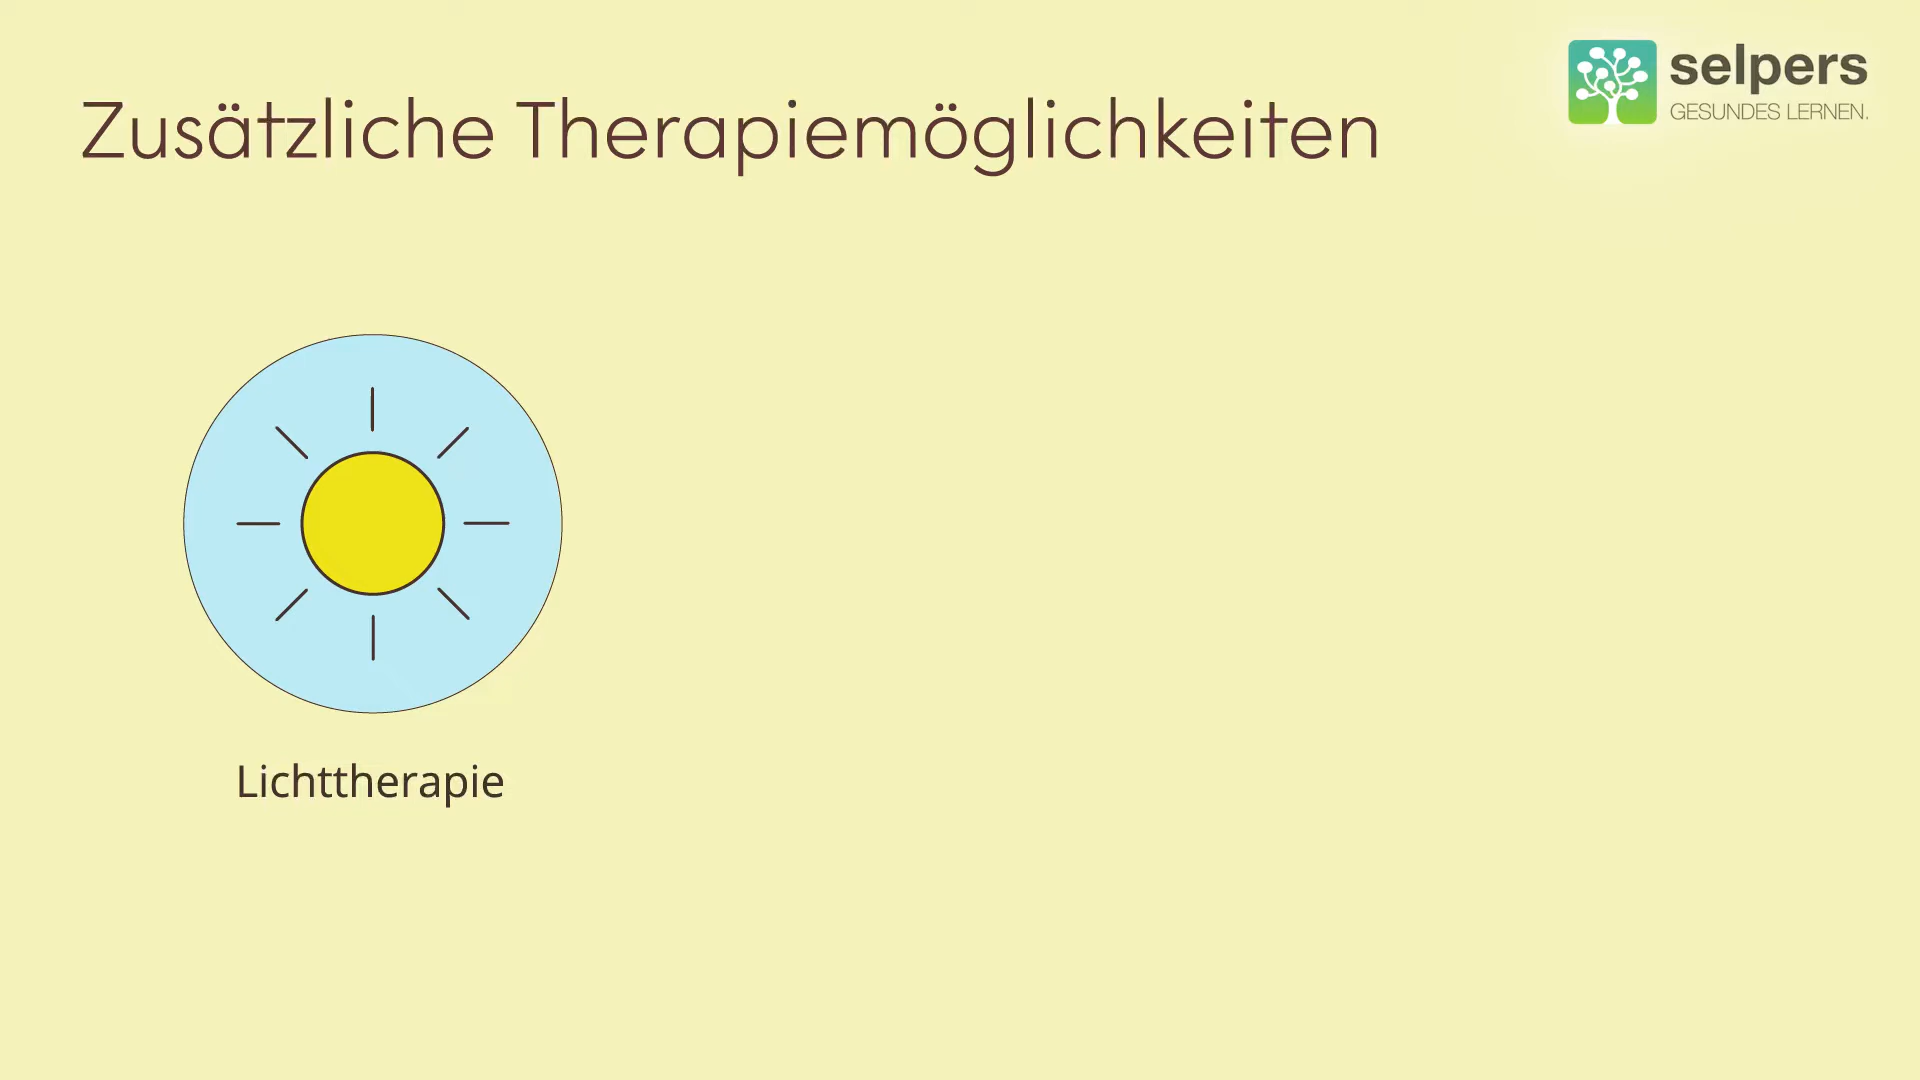 Zusätzliche Therapiemöglichkeiten
selpers
GESUNDES LERNEN.
Lichttherapie